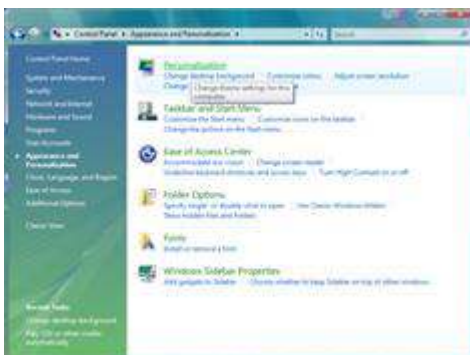 Control Panel ▸ Appearance and Personalization ▸
Search
Control Panel Home
System and Maintenance
Security
Network and Internet
Hardware and Sound
Programs
User Accounts
Appearance and
Personalization
Clock, Language, and Region
Ease of Access
Additional Options
Classic View
Recent Tasks
Change desktop background
Play CDs or other media
automatically
Personalization
Change desktop background
Customize colors
Adjust screen resolution
Change
Change theme settings for this
computer.
Taskbar and Start Menu
Customize the Start menu
Customize icons on the taskbar
Change the picture on the Start menu
Ease of Access Center
Accommodate low vision
Change screen reader
Underline keyboard shortcuts and access keys
Turn High Contrast on or off
Folder Options
Specify single- or double-click to open
Use Classic Windows folders
Show hidden files and folders
Fonts
Install or remove a font
Windows Sidebar Properties
Add gadgets to Sidebar
Choose whether to keep Sidebar on top of other windows